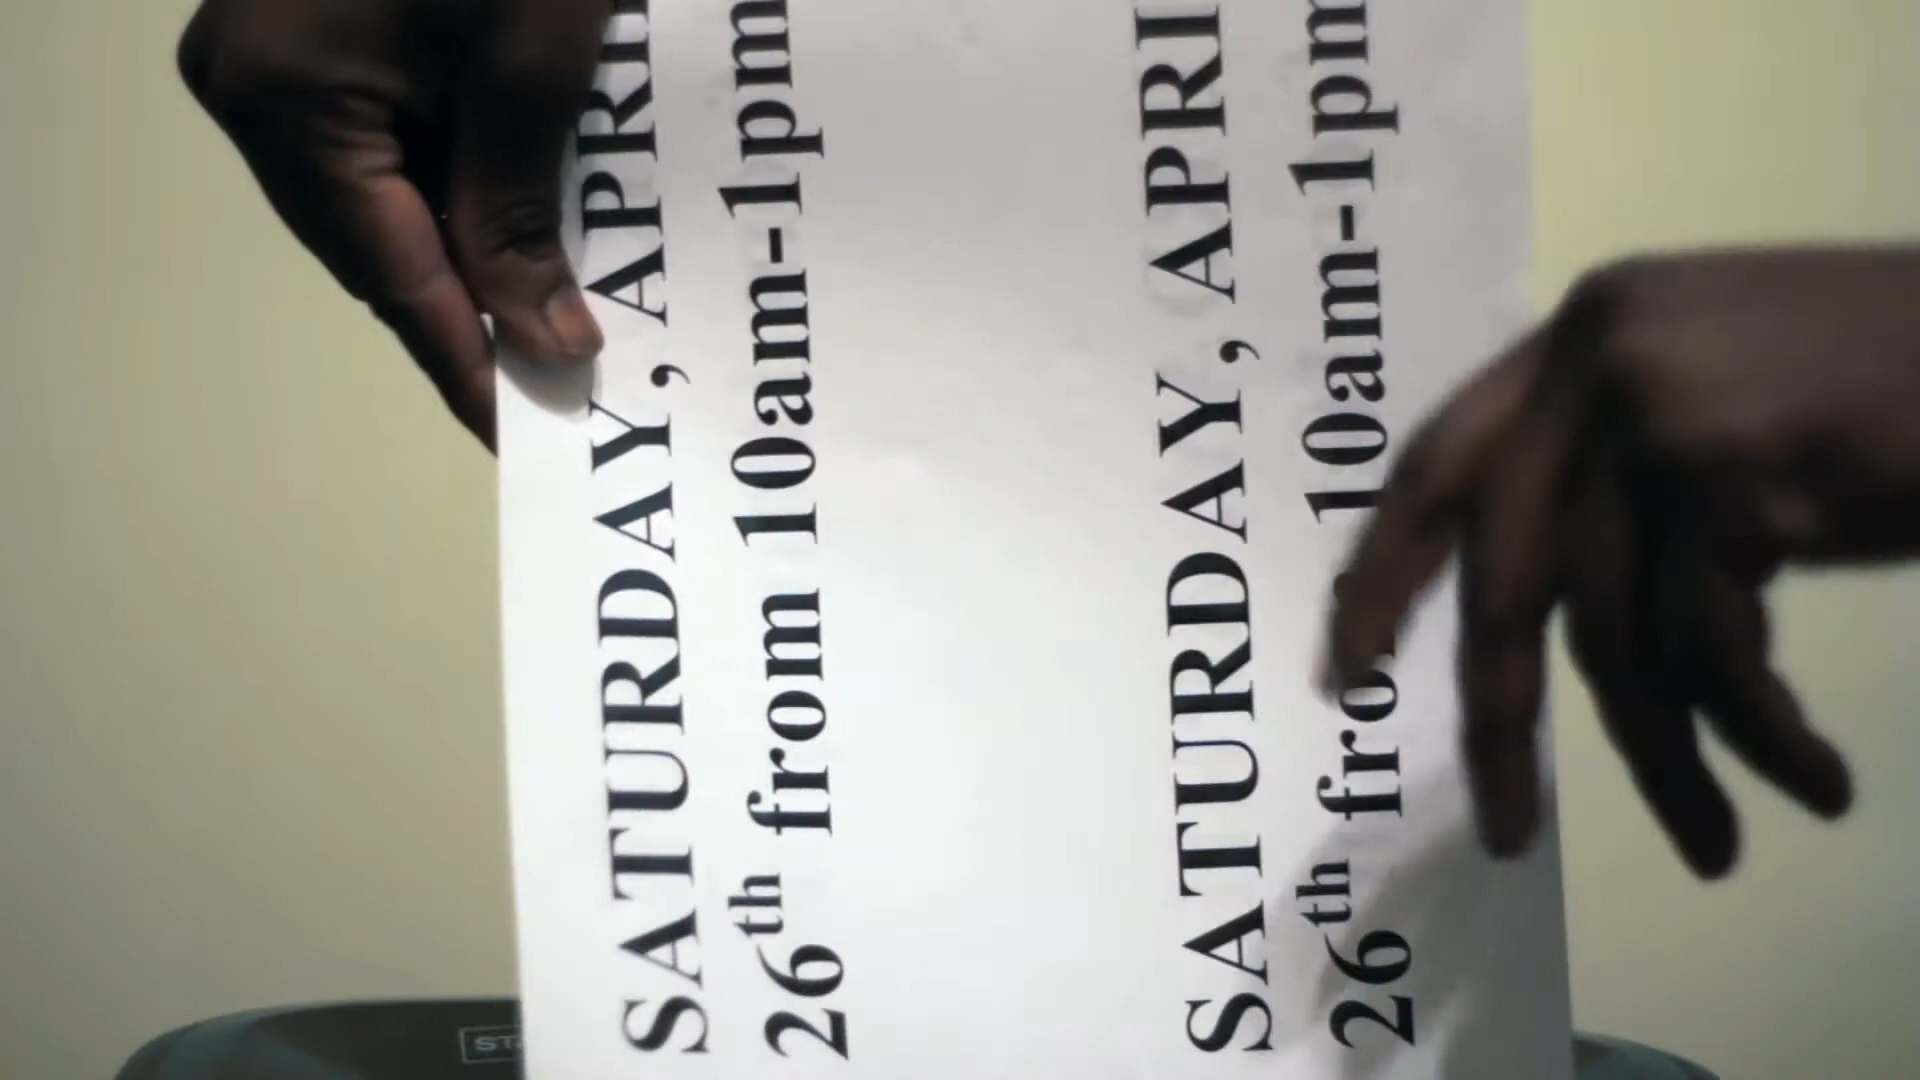 SATURDAY, APRI
26th from 10am-1pm
SATURDAY, APRI
26th fro 10am-1pm